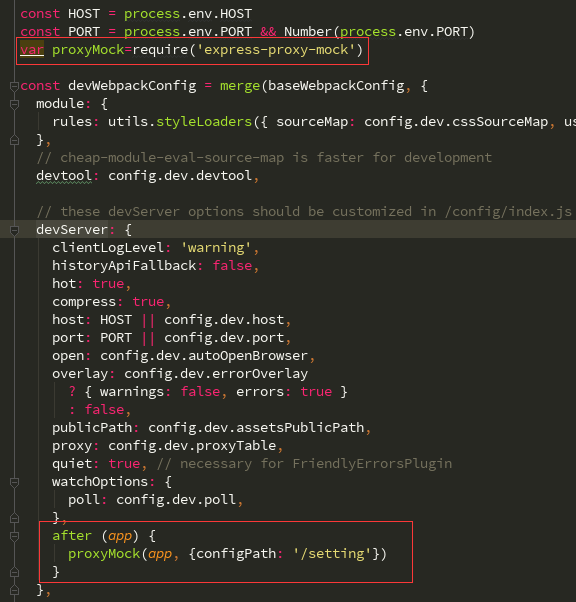 const HOST = process.env.HOST
const PORT = process.env.PORT && Number(process.env.PORT)
var proxyMock=require('express-proxy-mock')
const devWebpackConfig = merge(baseWebpackConfig, {
module: {
rules: utils.styleLoaders({ sourceMap: config.dev.cssSourceMap, us
},
// cheap-module-eval-source-map is faster for development
devtool: config.dev.devtool,
// these devServer options should be customized in /config/index.js
devServer: {
clientLogLevel: 'warning',
historyApiFallback: false,
hot: true,
compress: true,
host: HOST || config.dev.host,
port: PORT || config.dev.port,
open: config.dev.autoOpenBrowser,
overlay: config.dev.errorOverlay
? { warnings: false, errors: true }
: false,
publicPath: config.dev.assetsPublicPath,
proxy: config.dev.proxyTable,
quiet: true, // necessary for FriendlyErrorsPlugin
watchOptions: {
poll: config.dev.poll,
},
after (app) {
proxyMock(app, {configPath: '/setting'})
}
},